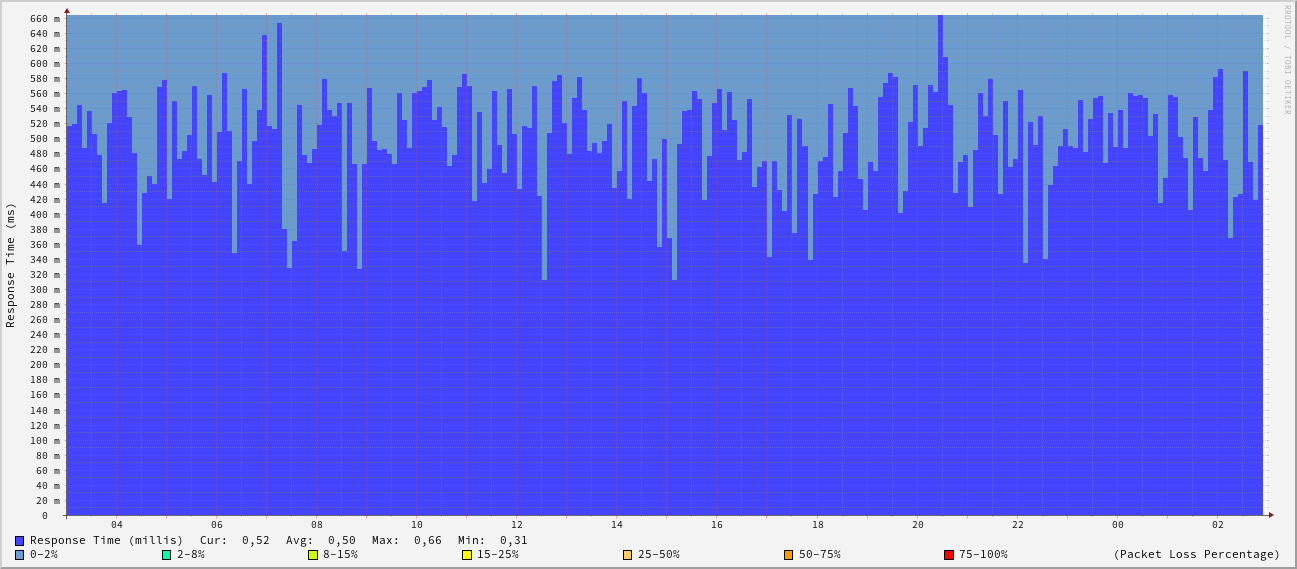 660 m
640 m
620 m
600 m
580 m
560 m
540 m
520 m
500 m
480 m
460 m
440 m
420 m
400 m
380 m
360 m
340 m
320 m
300 m
280 m
260 m
240 m
220 m
200 m
180 m
160 m
140 m
120 m
100 m
80 m
60 m
40 m
20 m
0
Response Time (ms)
RRDTOOL / TOBI OETIKER
04 06 08 10 12 14 16 18 20 22 00 02
Response Time (millis) Cur: 0,52 Avg: 0,50 Max: 0,66 Min: 0,31
0-2% 2-8% 8-15% 15-25% 25-50% 50-75% 75-100% (Packet Loss Percentage)